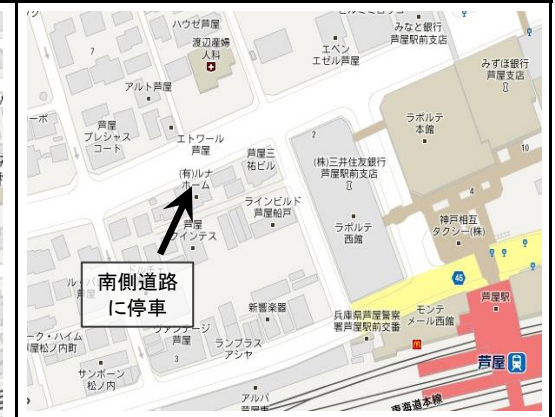 ハウゼ芦屋
渡辺産婦
人科
みなと銀行
芦屋駅前支店
エベン
エゼル芦屋
みずほ銀行
芦屋支店
7
アルト芦屋
ラポルテ
本館
芦屋
プレシャス
コート
エトワール
芦屋
芦屋三
祐ビル
2
(株)三井住友銀行
芦屋駅前支店
10
(有)ルナ
ホーム
4
4
ラインビルド
芦屋船戸
神戸相互
タクシー(株)
芦屋
ラポルテ
西館
南側道路
に停車
45
芦屋駅
新響楽器
兵庫県芦屋警察
署芦屋駅前交番
モンテ
メール西館
ランプラス
アシヤ
芦屋
3
サンボーン
松ノ内
アルパ
芦屋
東海道本線